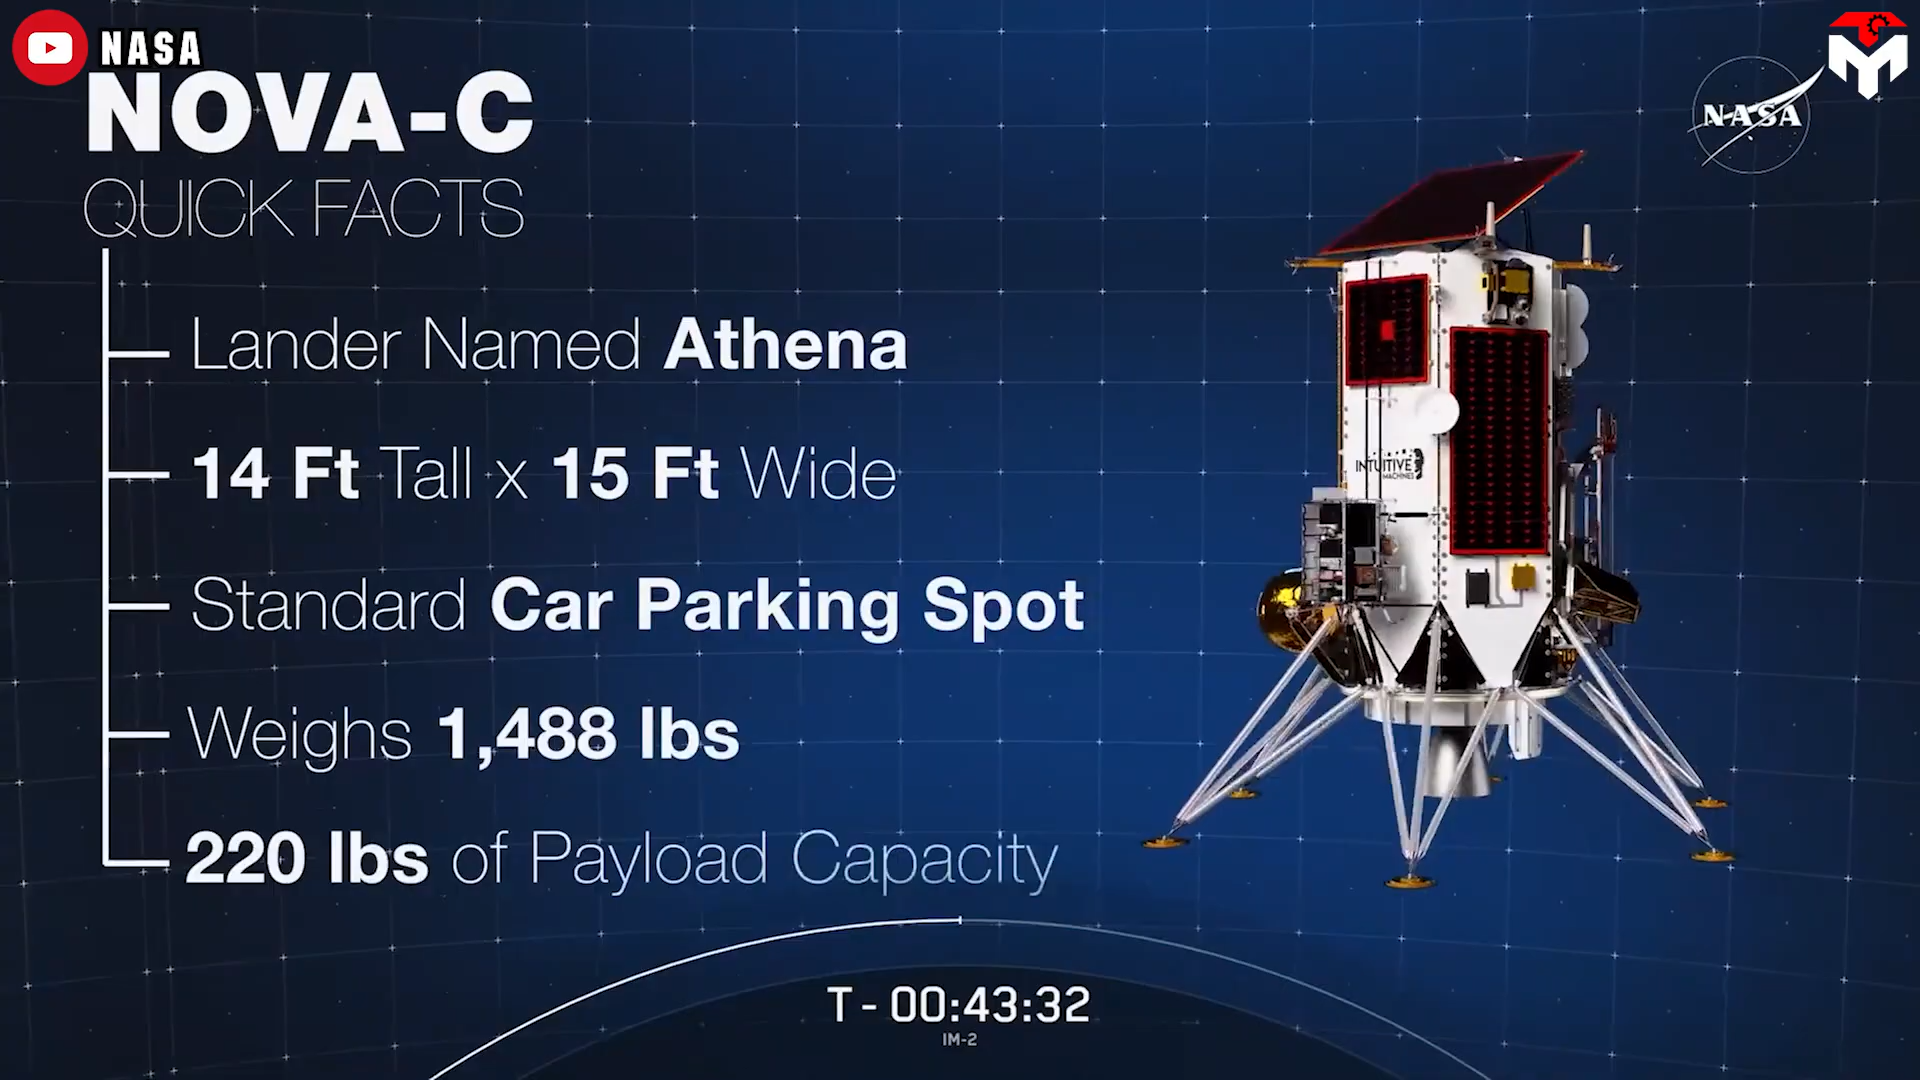 NASA
NOVA-C
QUICK FACTS
NASA
Lander Named Athena
14 Ft Tall x 15 Ft Wide
INTUITIVE
MACHINES
Standard Car Parking Spot
Weighs 1,488 lbs
220 lbs of Payload Capacity
T - 00:43:32
IM-2